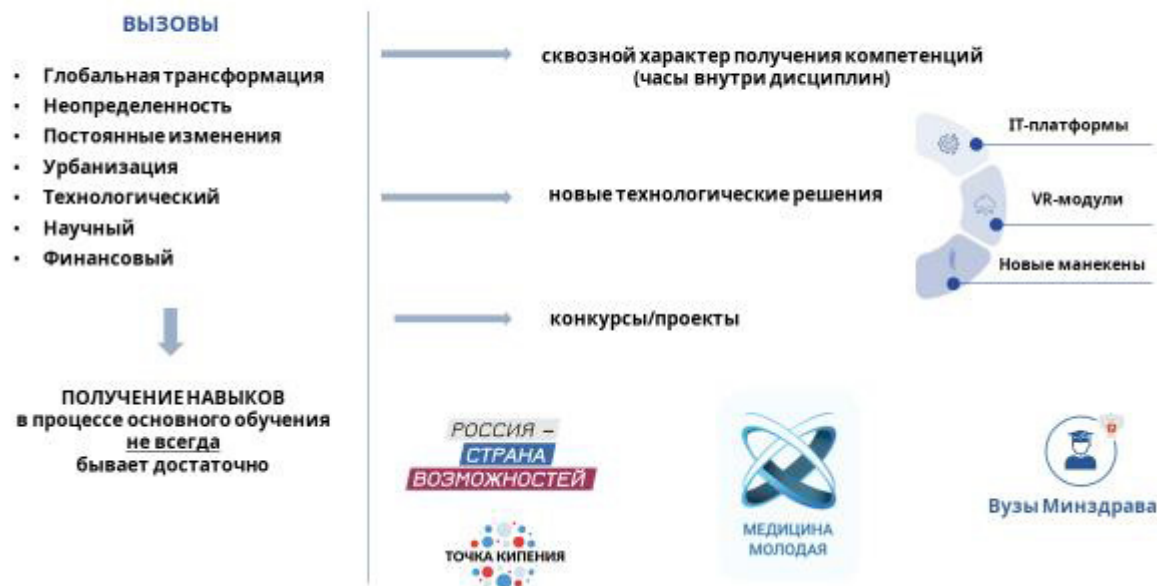 ВЫЗОВЫ
• Глобальная трансформация
• Неопределенность
• Постоянные изменения
• Урбанизация
• Технологический
• Научный
• Финансовый
ПОЛУЧЕНИЕ НАВЫКОВ
в процессе основного обучения
не всегда
бывает достаточно
сквозной характер получения компетенций
(часы внутри дисциплин)
новые технологические решения
IT-платформы
VR-модули
Новые манекены
конкурсы/проекты
РОССИЯ –
СТРАНА
ВОЗМОЖНОСТЕЙ
ТОЧКА КИПЕНИЯ
МЕДИЦИНА
МОЛОДАЯ
Вузы Минздрава